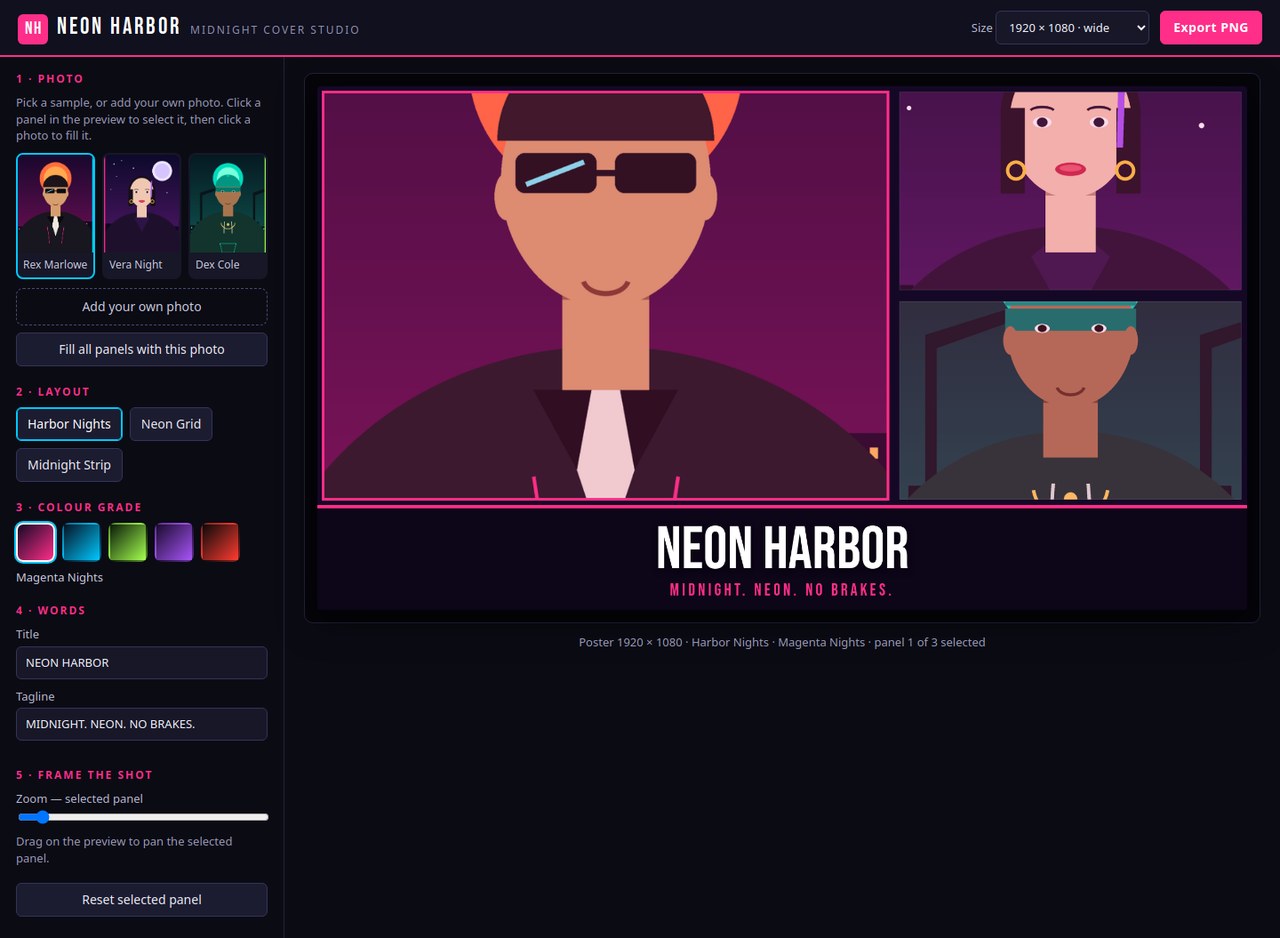 NH NEON HARBOR MIDNIGHT COVER STUDIO
Size 1920 × 1080 · wide Export PNG
1 · PHOTO
Pick a sample, or add your own photo. Click a
panel in the preview to select it, then click a
photo to fill it.
Rex Marlowe Vera Night Dex Cole
Add your own photo
Fill all panels with this photo
2 · LAYOUT
Harbor Nights Neon Grid
Midnight Strip
3 · COLOUR GRADE
Magenta Nights
4 · WORDS
Title
NEON HARBOR
Tagline
MIDNIGHT. NEON. NO BRAKES.
5 · FRAME THE SHOT
Zoom — selected panel
Drag on the preview to pan the selected
panel.
Reset selected panel
NEON HARBOR
MIDNIGHT. NEON. NO BRAKES.
Poster 1920 × 1080 · Harbor Nights · Magenta Nights · panel 1 of 3 selected